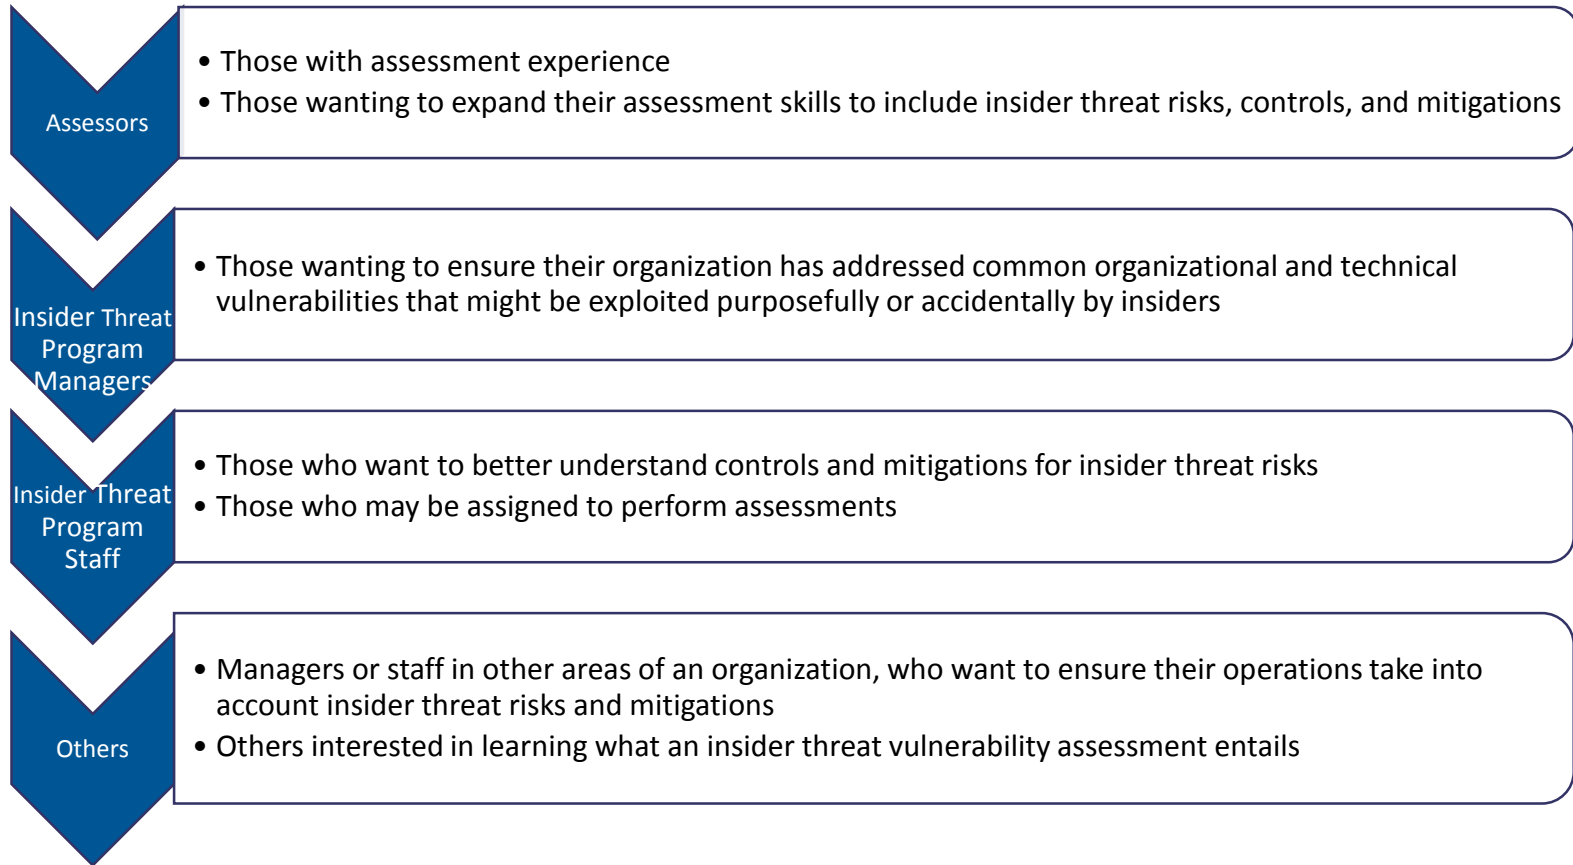 Assessors
• Those with assessment experience
• Those wanting to expand their assessment skills to include insider threat risks, controls, and mitigations
Insider Threat
Program
Managers
• Those wanting to ensure their organization has addressed common organizational and technical
vulnerabilities that might be exploited purposefully or accidentally by insiders
Insider Threat
Program
Staff
• Those who want to better understand controls and mitigations for insider threat risks
• Those who may be assigned to perform assessments
Others
• Managers or staff in other areas of an organization, who want to ensure their operations take into
account insider threat risks and mitigations
• Others interested in learning what an insider threat vulnerability assessment entails